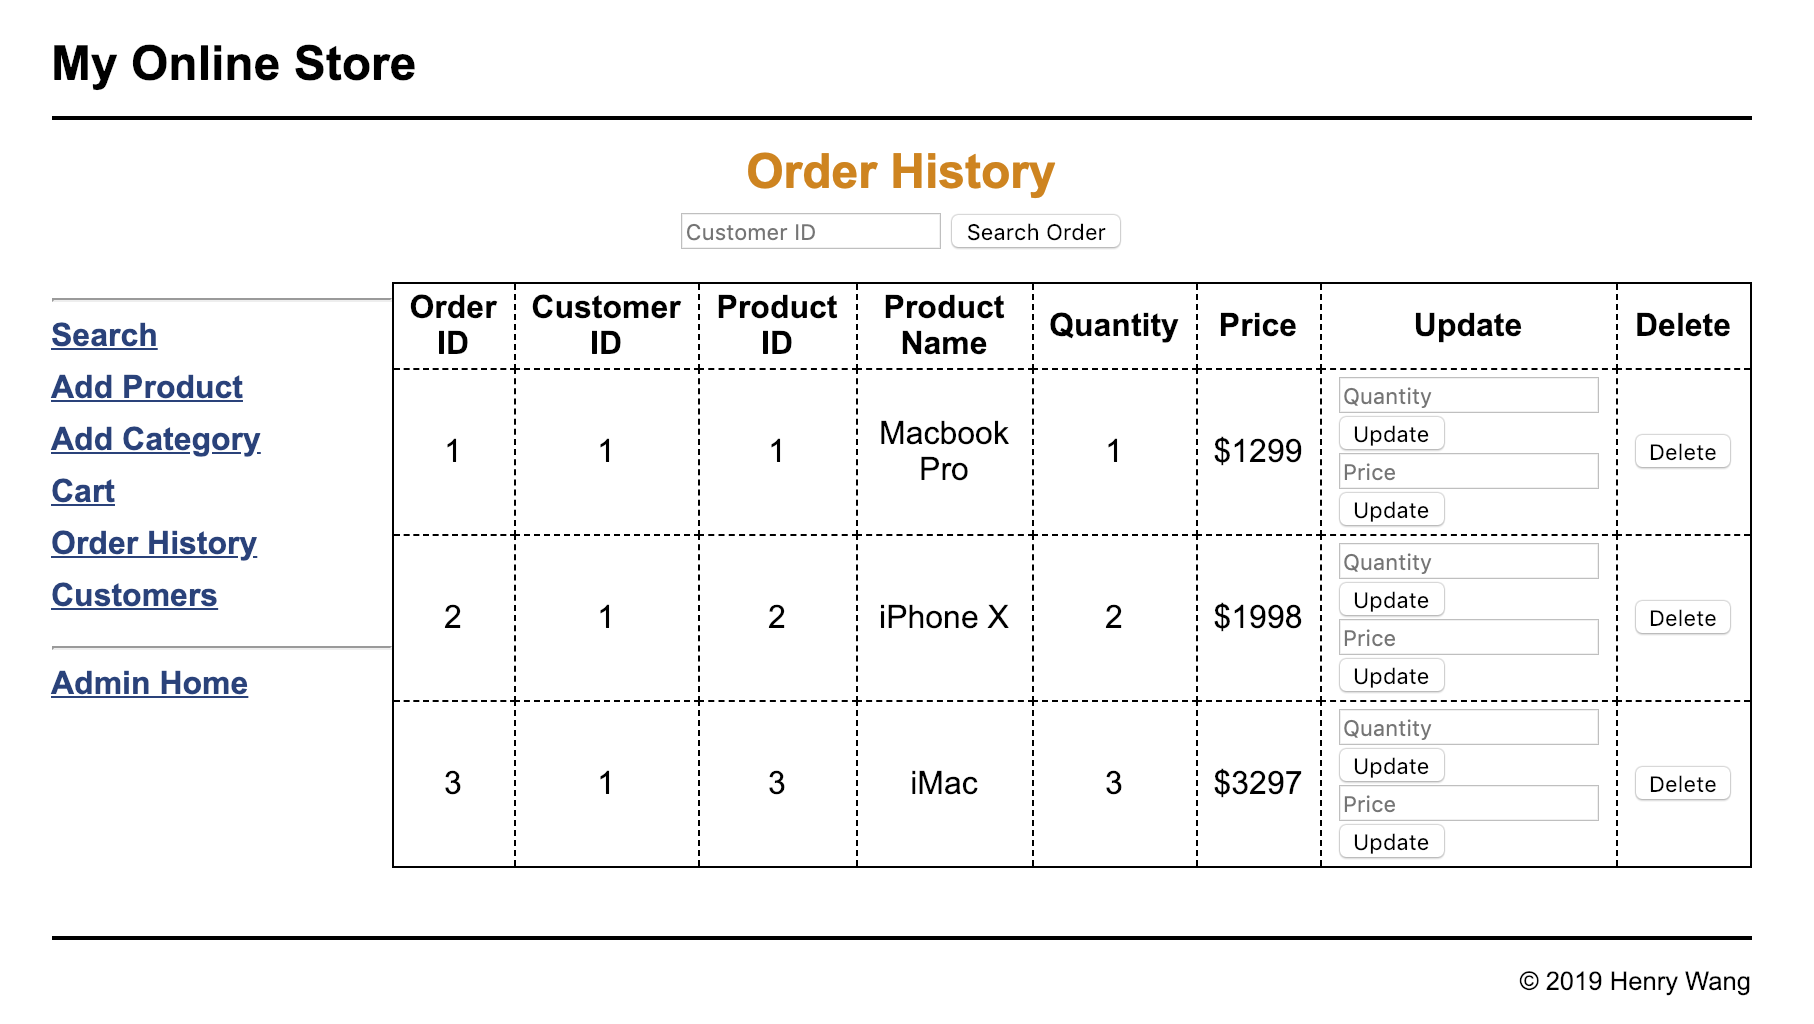 My Online Store
Order History
Customer ID Search Order
Search
Add Product
Add Category
Cart
Order History
Customers
Admin Home
Order ID Customer ID Product ID Product Name Quantity Price Update Delete
1 1 1 Macbook Pro 1 $1299 Quantity Update Price Update Delete
2 1 2 iPhone X 2 $1998 Quantity Update Price Update Delete
3 1 3 iMac 3 $3297 Quantity Update Price Update Delete
© 2019 Henry Wang